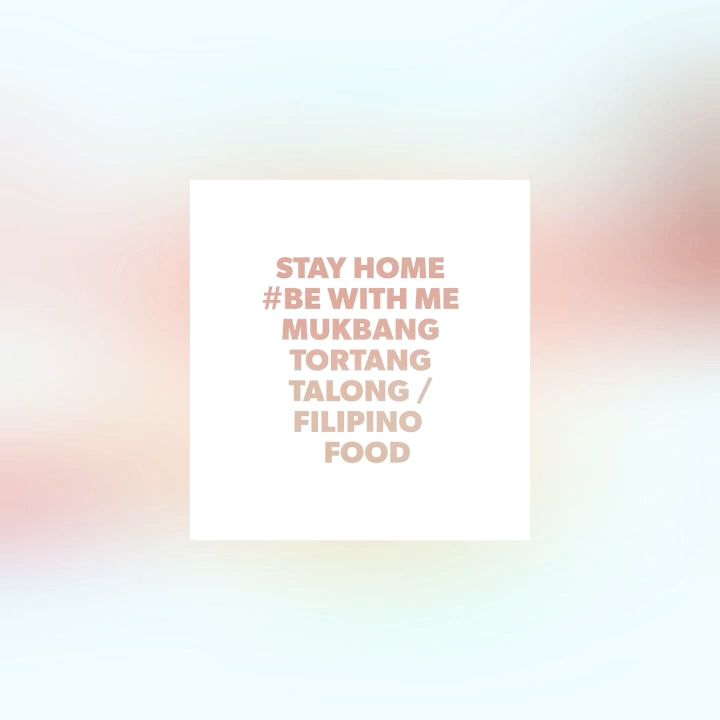 STAY HOME
#BE WITH ME
MUKBANG
TORTANG
TALONG /
FILIPINO
FOOD